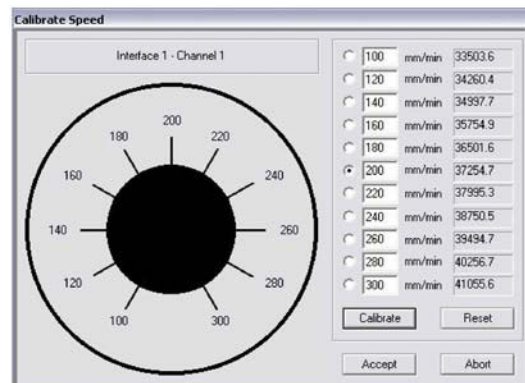 Calibrate Speed
Interface 1 - Channel 1
200
180
220
160
240
140
260
120
280
100
300
100 mm/min 33503.6
120 mm/min 34260.4
140 mm/min 34997.7
160 mm/min 35754.9
180 mm/min 36501.6
200 mm/min 37254.7
220 mm/min 37995.3
240 mm/min 38750.5
260 mm/min 39494.7
280 mm/min 40256.7
300 mm/min 41055.6
Calibrate Reset
Accept Abort